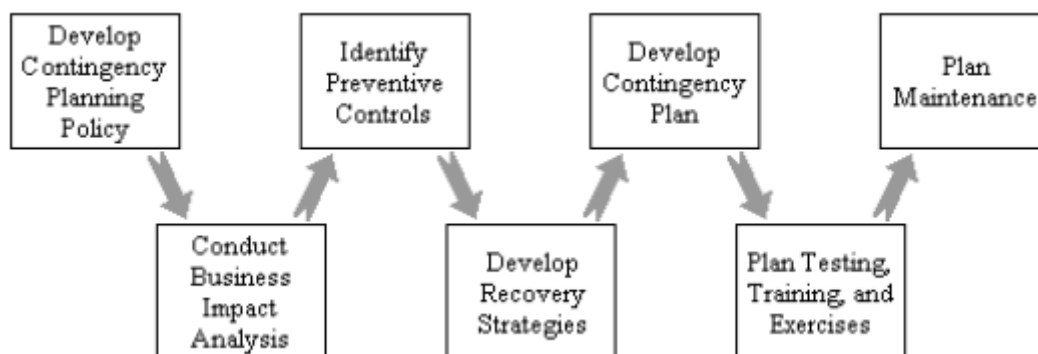 Develop
Contingency
Planning
Policy
Conduct
Business
Impact
Analysis
Identify
Preventive
Controls
Develop
Recovery
Strategies
Develop
Contingency
Plan
Plan Testing,
Training, and
Exercises
Plan
Maintenance